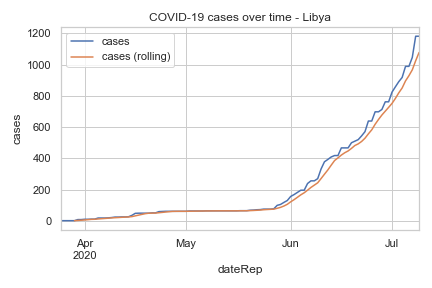 COVID-19 cases over time - Libya
cases
cases (rolling)
1200
1000
800
600
400
200
0
cases
Apr
2020
May
Jun
Jul
dateRep